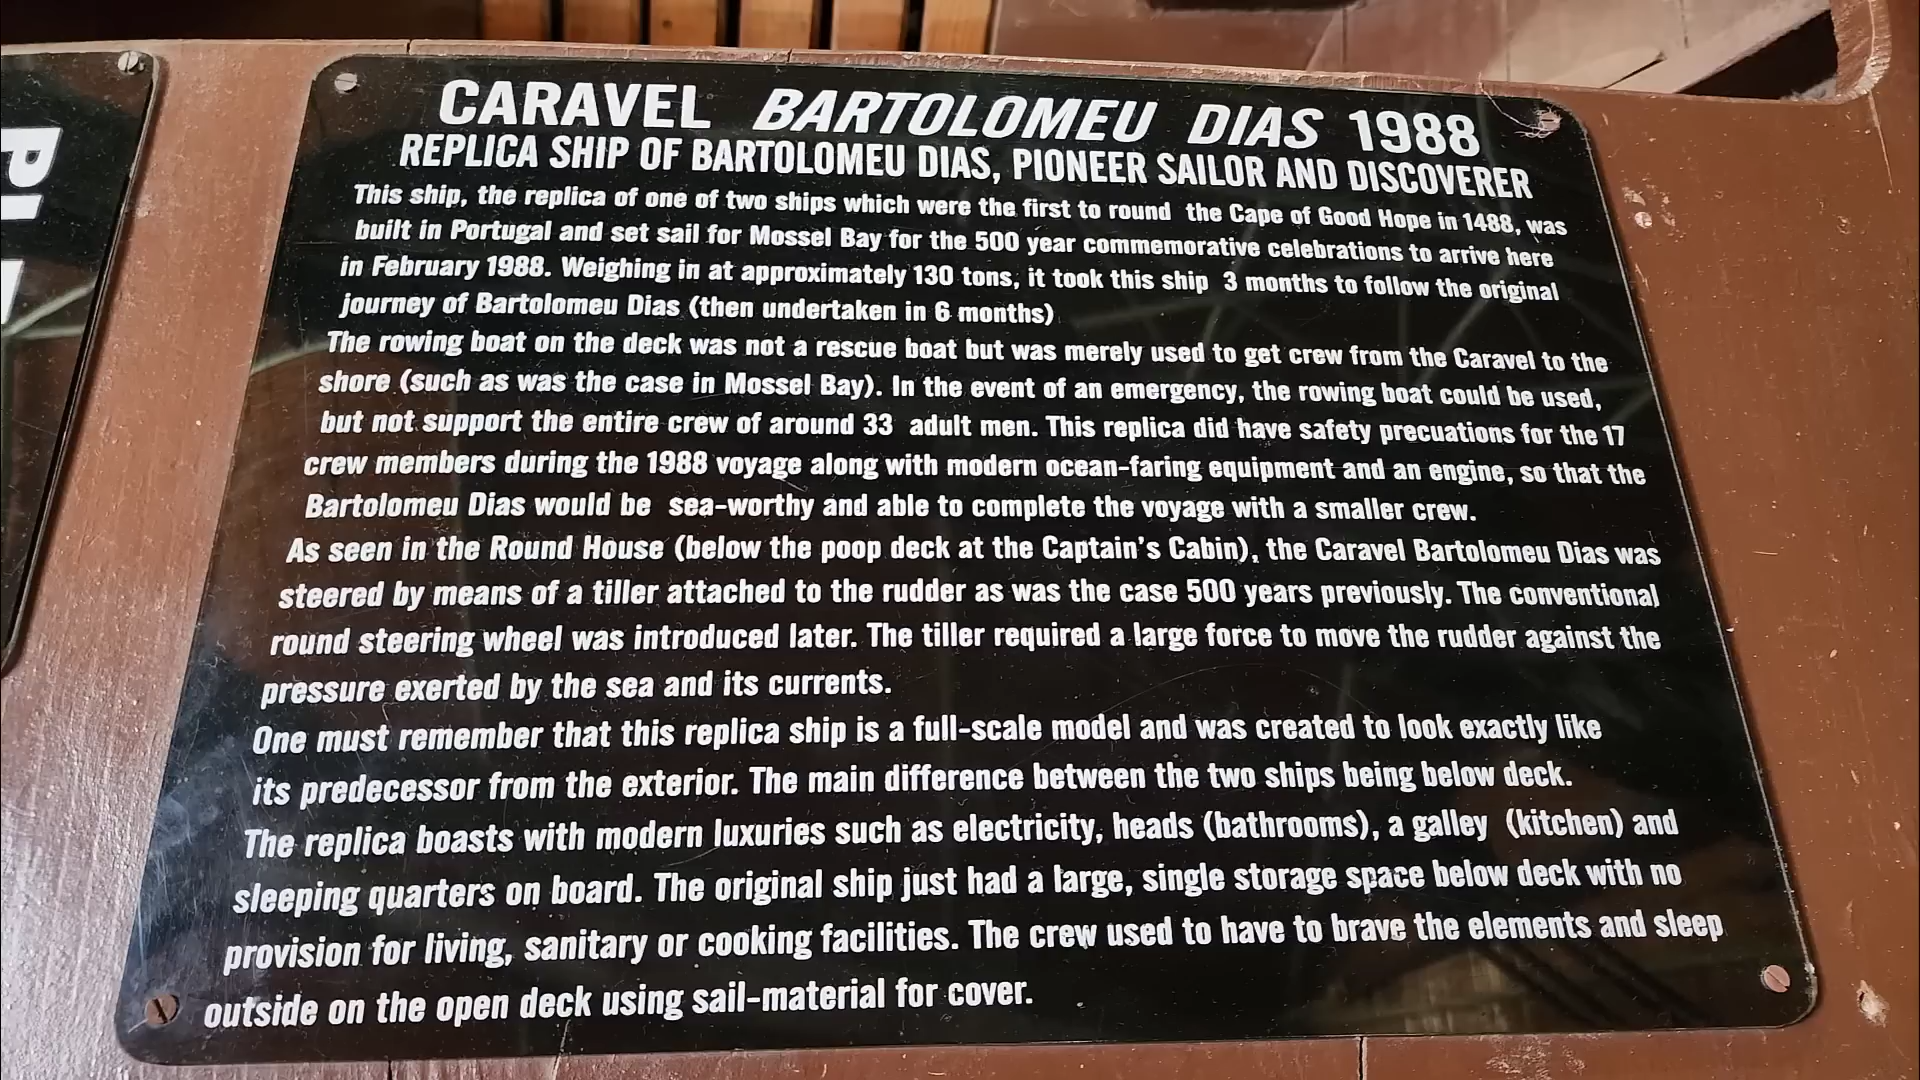 CARAVEL BARTOLOMEU DIAS 1988
REPLICA SHIP OF BARTOLOMEU DIAS, PIONEER SAILOR AND DISCOVERER
This ship, the replica of one of two ships which were the first to round the Cape of Good Hope in 1488, was
built in Portugal and set sail for Mossel Bay for the 500 year commemorative celebrations to arrive here
in February 1988. Weighing in at approximately 130 tons, it took this ship 3 months to follow the original
journey of Bartolomeu Dias (then undertaken in 6 months)
The rowing boat on the deck was not a rescue boat but was merely used to get crew from the Caravel to the
shore (such as was the case in Mossel Bay). In the event of an emergency, the rowing boat could be used,
but not support the entire crew of around 33 adult men. This replica did have safety precuations for the 17
crew members during the 1988 voyage along with modern ocean-faring equipment and an engine, so that the
Bartolomeu Dias would be sea-worthy and able to complete the voyage with a smaller crew.
As seen in the Round House (below the poop deck at the Captain's Cabin), the Caravel Bartolomeu Dias was
steered by means of a tiller attached to the rudder as was the case 500 years previously. The conventional
round steering wheel was introduced later. The tiller required a large force to move the rudder against the
pressure exerted by the sea and its currents.
One must remember that this replica ship is a full-scale model and was created to look exactly like
its predecessor from the exterior. The main difference between the two ships being below deck.
The replica boasts with modern luxuries such as electricity, heads (bathrooms), a galley (kitchen) and
sleeping quarters on board. The original ship just had a large, single storage space below deck with no
provision for living, sanitary or cooking facilities. The crew used to have to brave the elements and sleep
outside on the open deck using sail-material for cover.